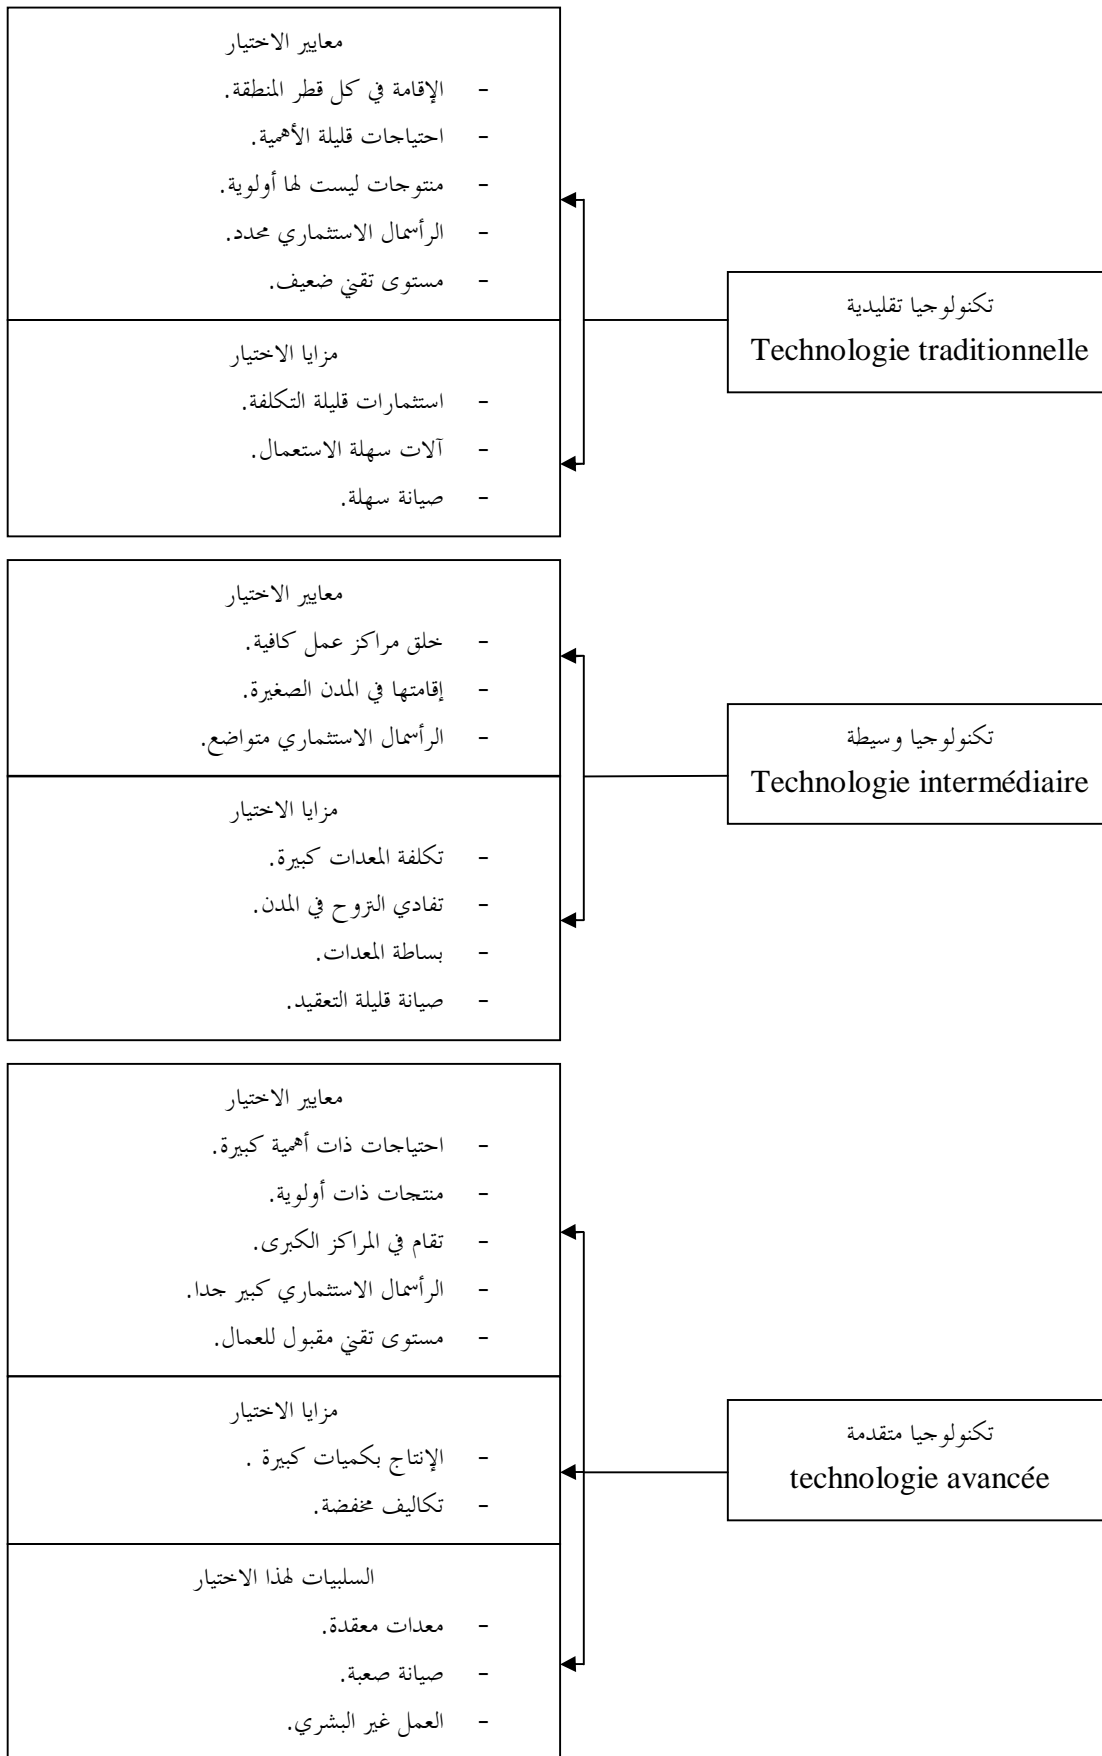 تكنولوجيا تقليدية
Technologie traditionnelle
معايير الاختيار
- الإقامة في كل قطر المنطقة.
- احتياجات قليلة الأهمية.
- منتوجات ليست لها أولوية.
- الرأسمال الاستثماري محدد.
- مستوى تقني ضعيف.
مزايا الاختيار
- استثمارات قليلة التكلفة.
- آلات سهلة الاستعمال.
- صيانة سهلة.
تكنولوجيا وسيطة
Technologie intermédiaire
معايير الاختيار
- خلق مراكز عمل كافية.
- إقامتها في المدن الصغيرة.
- الرأسمال الاستثماري متواضع.
مزايا الاختيار
- تكلفة المعدات كبيرة.
- تفادي النزوح في المدن.
- بساطة المعدات.
- صيانة قليلة التعقيد.
تكنولوجيا متقدمة
technologie avancée
معايير الاختيار
- احتياجات ذات أهمية كبيرة.
- منتجات ذات أولوية.
- تقام في المراكز الكبرى.
- الرأسمال الاستثماري كبير جدا.
- مستوى تقني مقبول للعمال.
مزايا الاختيار
- الإنتاج بكميات كبيرة .
- تكاليف مخفضة.
السلبيات لهذا الاختيار
- معدات معقدة.
- صيانة صعبة.
- العمل غير البشري.